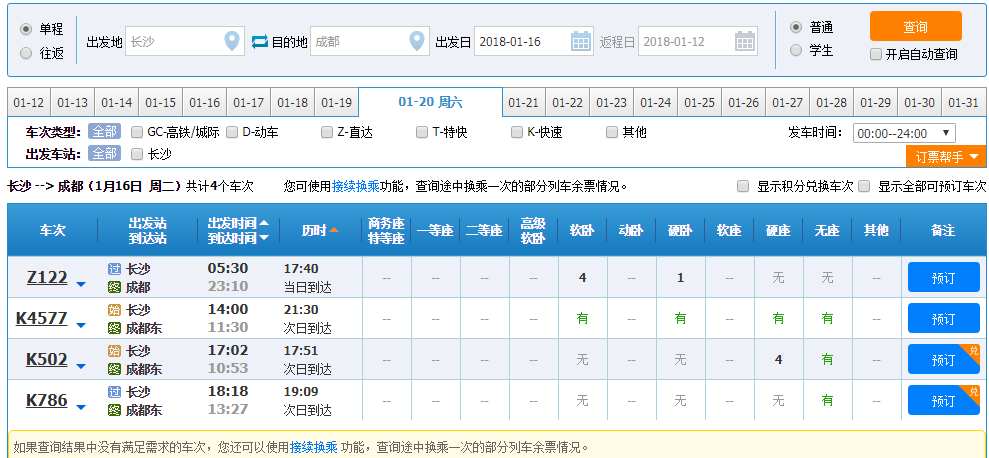 单程
往返
出发地 长沙 目的地 成都 出发日 2018-01-16 返程日 2018-01-12
普通
学生
查询
开启自动查询
01-12 01-13 01-14 01-15 01-16 01-17 01-18 01-19 01-20 周六 01-21 01-22 01-23 01-24 01-25 01-26 01-27 01-28 01-29 01-30 01-31
车次类型: 全部 GC-高铁/城际 D-动车 Z-直达 T-特快 K-快速 其他 发车时间: 00:00--24:00
出发车站: 全部 长沙 订票帮手
长沙 --> 成都（1月16日 周二）共计4个车次 您可使用接续换乘功能，查询途中换乘一次的部分列车余票情况。 显示积分兑换车次 显示全部可预订车次
车次 出发站 出发时间 历时 商务座 一等座 二等座 高级 软卧 动卧 硬卧 软座 硬座 无座 其他 备注
到达站 到达时间 特等座 软卧
Z122 过 长沙 05:30 17:40 -- -- -- -- 4 -- 1 -- 无 无 -- 预订
终 成都 23:10 当日到达
K4577 始 长沙 14:00 21:30 -- -- -- -- 有 -- 有 -- 有 有 -- 预订
终 成都东 11:30 次日到达
K502 始 长沙 17:02 17:51 -- -- -- -- 无 -- 无 -- 4 有 -- 预订 兑
终 成都东 10:53 次日到达
K786 过 长沙 18:18 19:09 -- -- -- -- 无 -- 无 -- 无 有 -- 预订 兑
终 成都东 13:27 次日到达
如果查询结果中没有满足需求的车次，您还可以使用接续换乘 功能，查询途中换乘一次的部分列车余票情况。